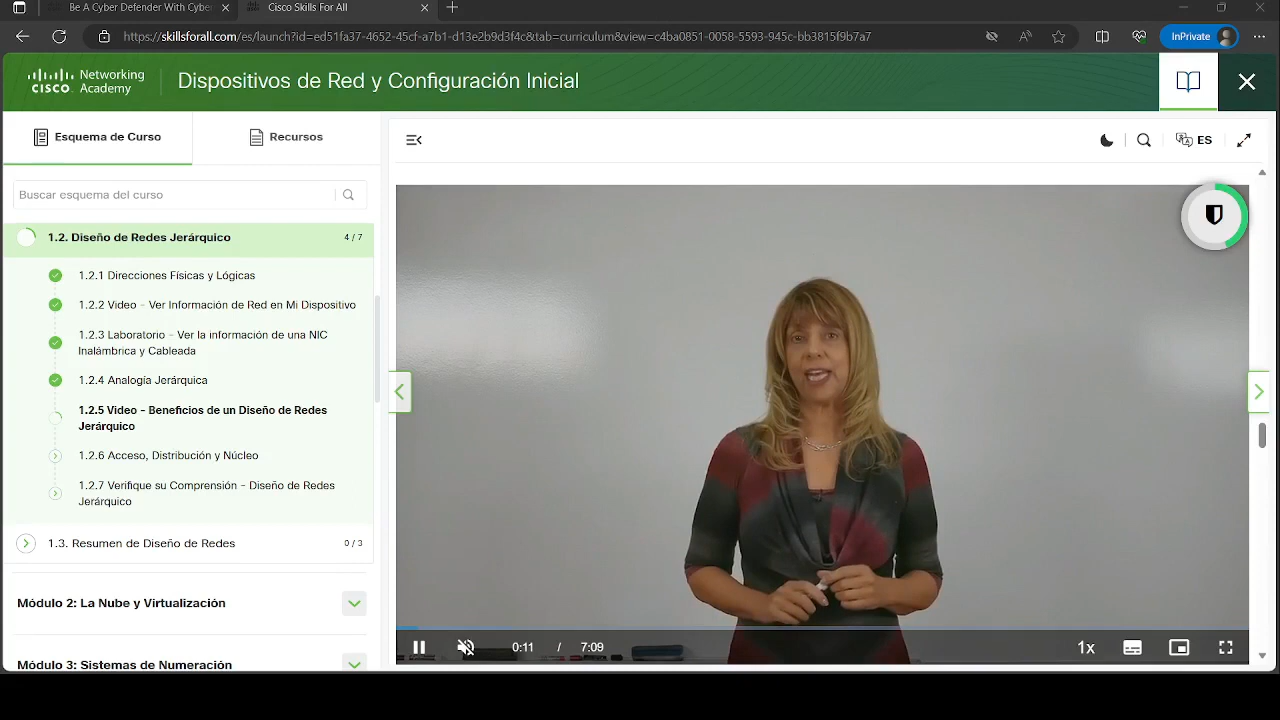 Be A Cyber Defender With Cyber
Cisco Skills For All
https://skillsforall.com/es/launch?id=ed51fa37-4652-45cf-a7b1-d13e2b9d3f4c&tab=curriculum&view=c4ba0851-0058-5593-945c-bb3815f9b7a7
InPrivate
CISCO
Networking
Academy
Dispositivos de Red y Configuración Inicial
Esquema de Curso
Recursos
ES
Buscar esquema del curso
1.2. Diseño de Redes Jerárquico
4 / 7
1.2.1 Direcciones Físicas y Lógicas
1.2.2 Video - Ver Información de Red en Mi Dispositivo
1.2.3 Laboratorio - Ver la información de una NIC
Inalámbrica y Cableada
1.2.4 Analogía Jerárquica
1.2.5 Video - Beneficios de un Diseño de Redes
Jerárquico
1.2.6 Acceso, Distribución y Núcleo
1.2.7 Verifique su Comprensión - Diseño de Redes
Jerárquico
1.3. Resumen de Diseño de Redes
0 / 3
Módulo 2: La Nube y Virtualización
Módulo 3: Sistemas de Numeración
0:11 / 7:09
1x